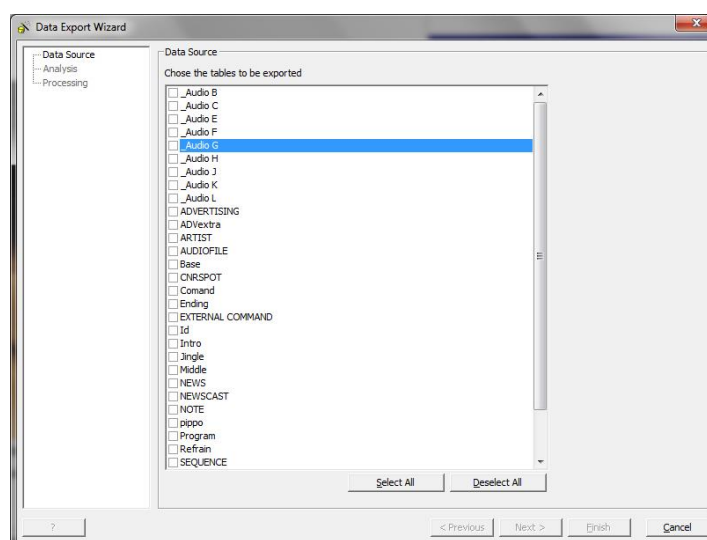 Data Export Wizard
Data Source
Analysis
Processing
Data Source
Chose the tables to be exported
_Audio B
_Audio C
_Audio E
_Audio F
_Audio G
_Audio H
_Audio J
_Audio K
_Audio L
ADVERTISING
ADVextra
ARTIST
AUDIOFILE
Base
CNRSPOT
Comand
Ending
EXTERNAL COMMAND
Id
Intro
Jingle
Middle
NEWS
NEWSCAST
NOTE
pippo
Program
Refrain
SEQUENCE
Select All Deselect All
? < Previous Next > Finish Cancel